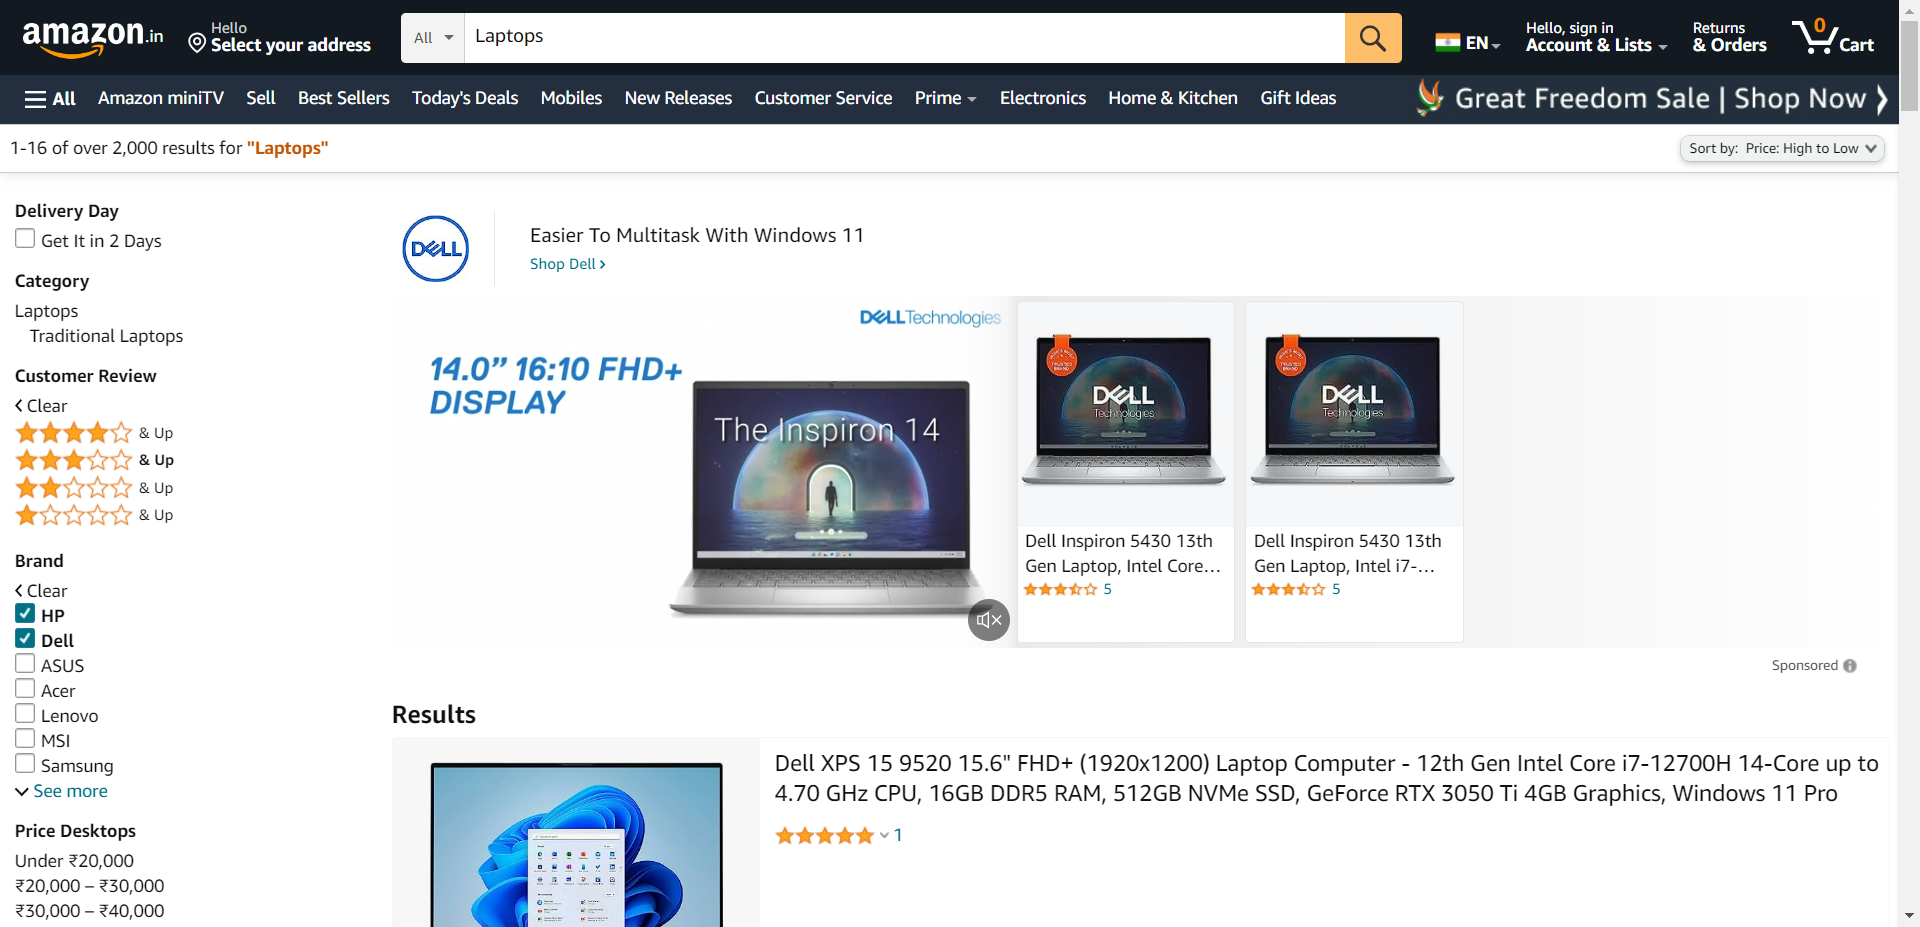 amazon.in
Hello
Select your address
All
Laptops
EN
Hello, sign in
Account & Lists
Returns
& Orders
0
Cart
All
Amazon miniTV
Sell
Best Sellers
Today's Deals
Mobiles
New Releases
Customer Service
Prime
Electronics
Home & Kitchen
Gift Ideas
Great Freedom Sale | Shop Now
1-16 of over 2,000 results for "Laptops"
Sort by: Price: High to Low
Delivery Day
Get It in 2 Days
Category
Laptops
Traditional Laptops
Customer Review
Clear
& Up
& Up
& Up
& Up
Brand
Clear
HP
Dell
ASUS
Acer
Lenovo
MSI
Samsung
See more
Price Desktops
Under ₹20,000
₹20,000 – ₹30,000
₹30,000 – ₹40,000
DELL
Easier To Multitask With Windows 11
Shop Dell
DELLTechnologies
14.0” 16:10 FHD+
DISPLAY
The Inspiron 14
DELL
Technologies
Dell Inspiron 5430 13th
Gen Laptop, Intel Core...
5
DELL
Technologies
Dell Inspiron 5430 13th
Gen Laptop, Intel i7-...
5
Sponsored
Results
Dell XPS 15 9520 15.6" FHD+ (1920x1200) Laptop Computer - 12th Gen Intel Core i7-12700H 14-Core up to
4.70 GHz CPU, 16GB DDR5 RAM, 512GB NVMe SSD, GeForce RTX 3050 Ti 4GB Graphics, Windows 11 Pro
1